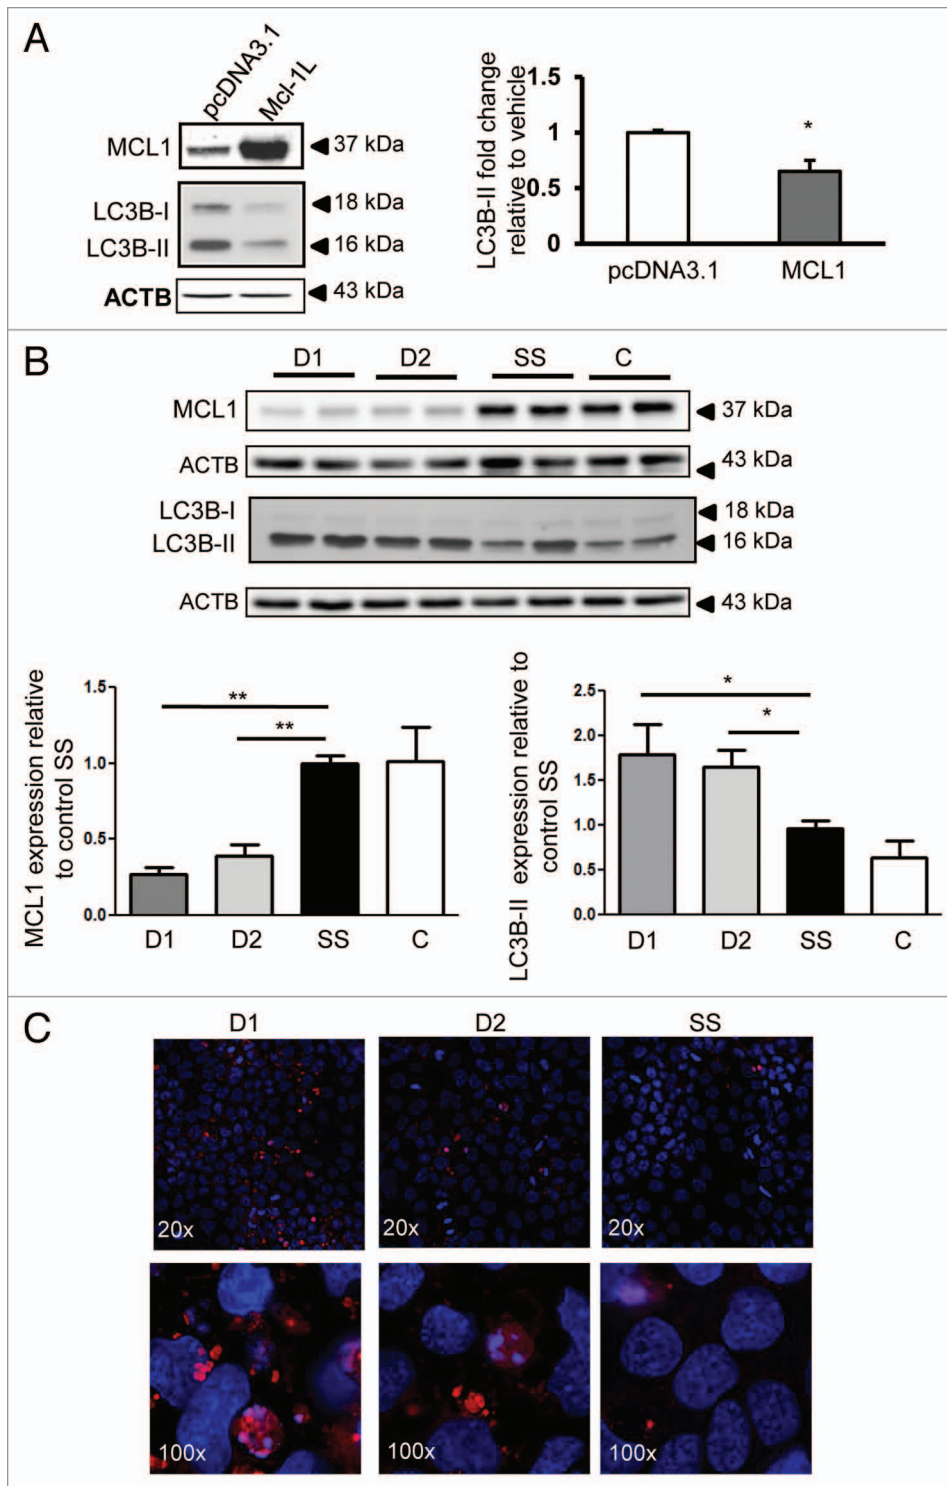 A
pcDNA3.1
Mcl-1L
MCL1
37 kDa
LC3B-I
18 kDa
LC3B-II
16 kDa
ACTB
43 kDa
LC3B-II fold change
relative to vehicle
1.5
1
0.5
0
*
pcDNA3.1
MCL1
B
D1
D2
SS
C
MCL1
37 kDa
ACTB
43 kDa
LC3B-I
18 kDa
LC3B-II
16 kDa
ACTB
43 kDa
MCL1 expression relative
to control SS
1.5
1.0
0.5
0.0
**
**
D1
D2
SS
C
LC3B-II expression relative to
control SS
2.5
2.0
1.5
1.0
0.5
0.0
*
*
D1
D2
SS
C
C
D1
D2
SS
20x
20x
20x
100x
100x
100x